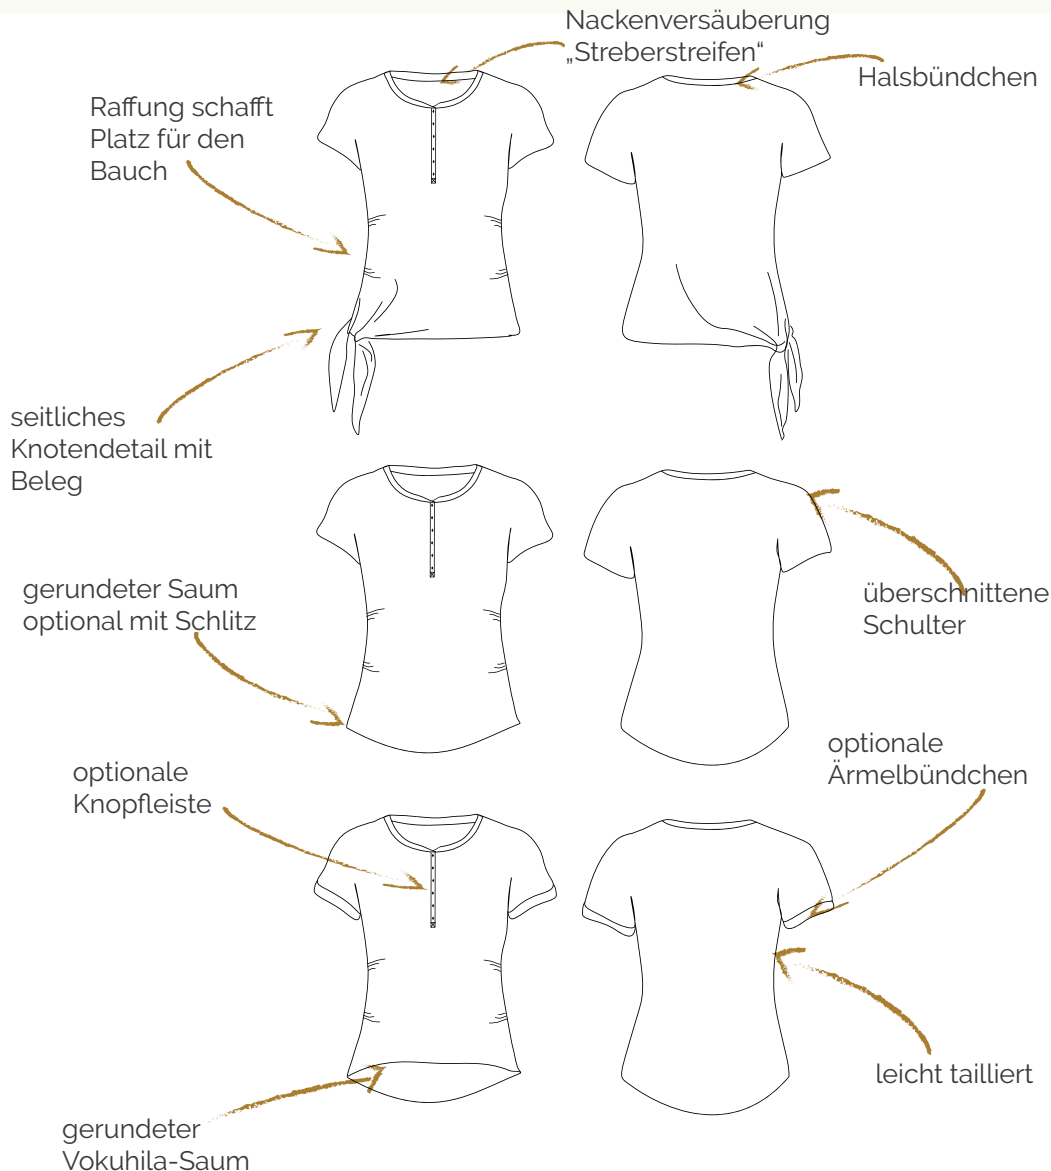 Nackenversäuberung
„Streberstreifen“
Halsbündchen
Raffung schafft
Platz für den
Bauch
seitliches
Knotendetail mit
Beleg
gerundeter Saum
optional mit Schlitz
überschnittene
Schulter
optionale
Ärmelbündchen
optionale
Knopfleiste
leicht tailliert
gerundeter
Vokuhila-Saum